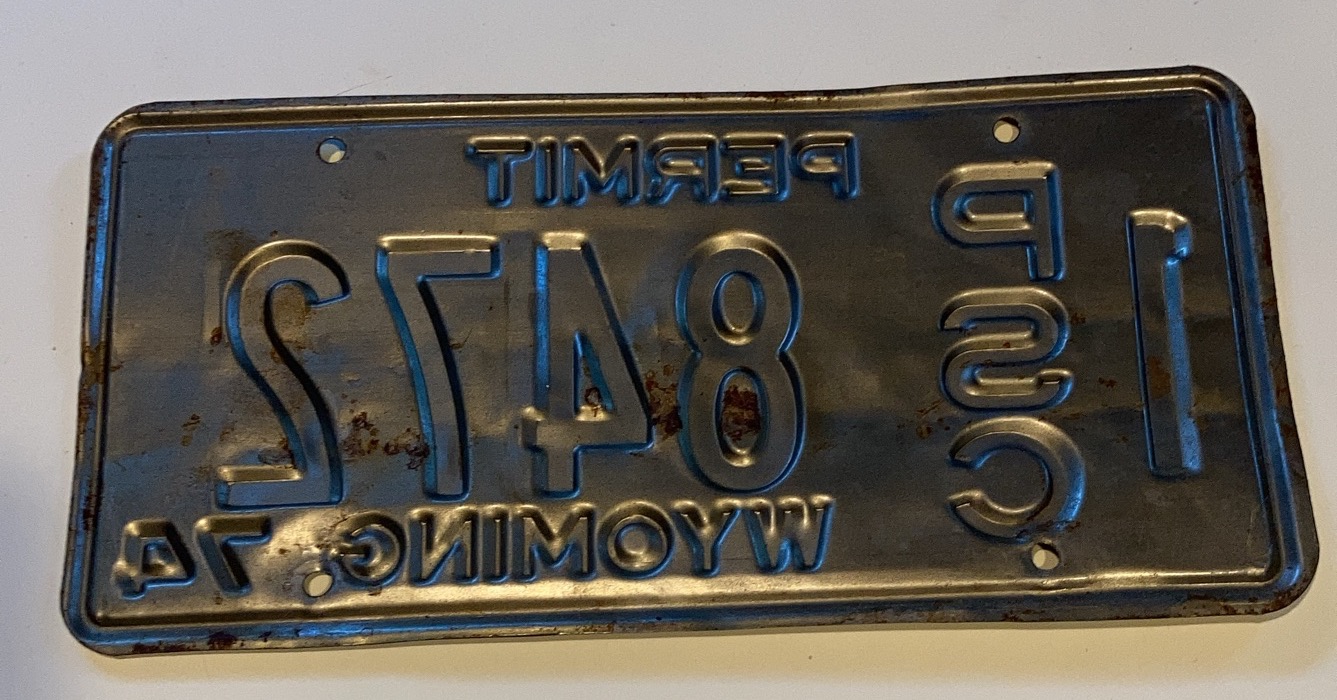 PERMIT
1 PSC 8472
WYOMING 74